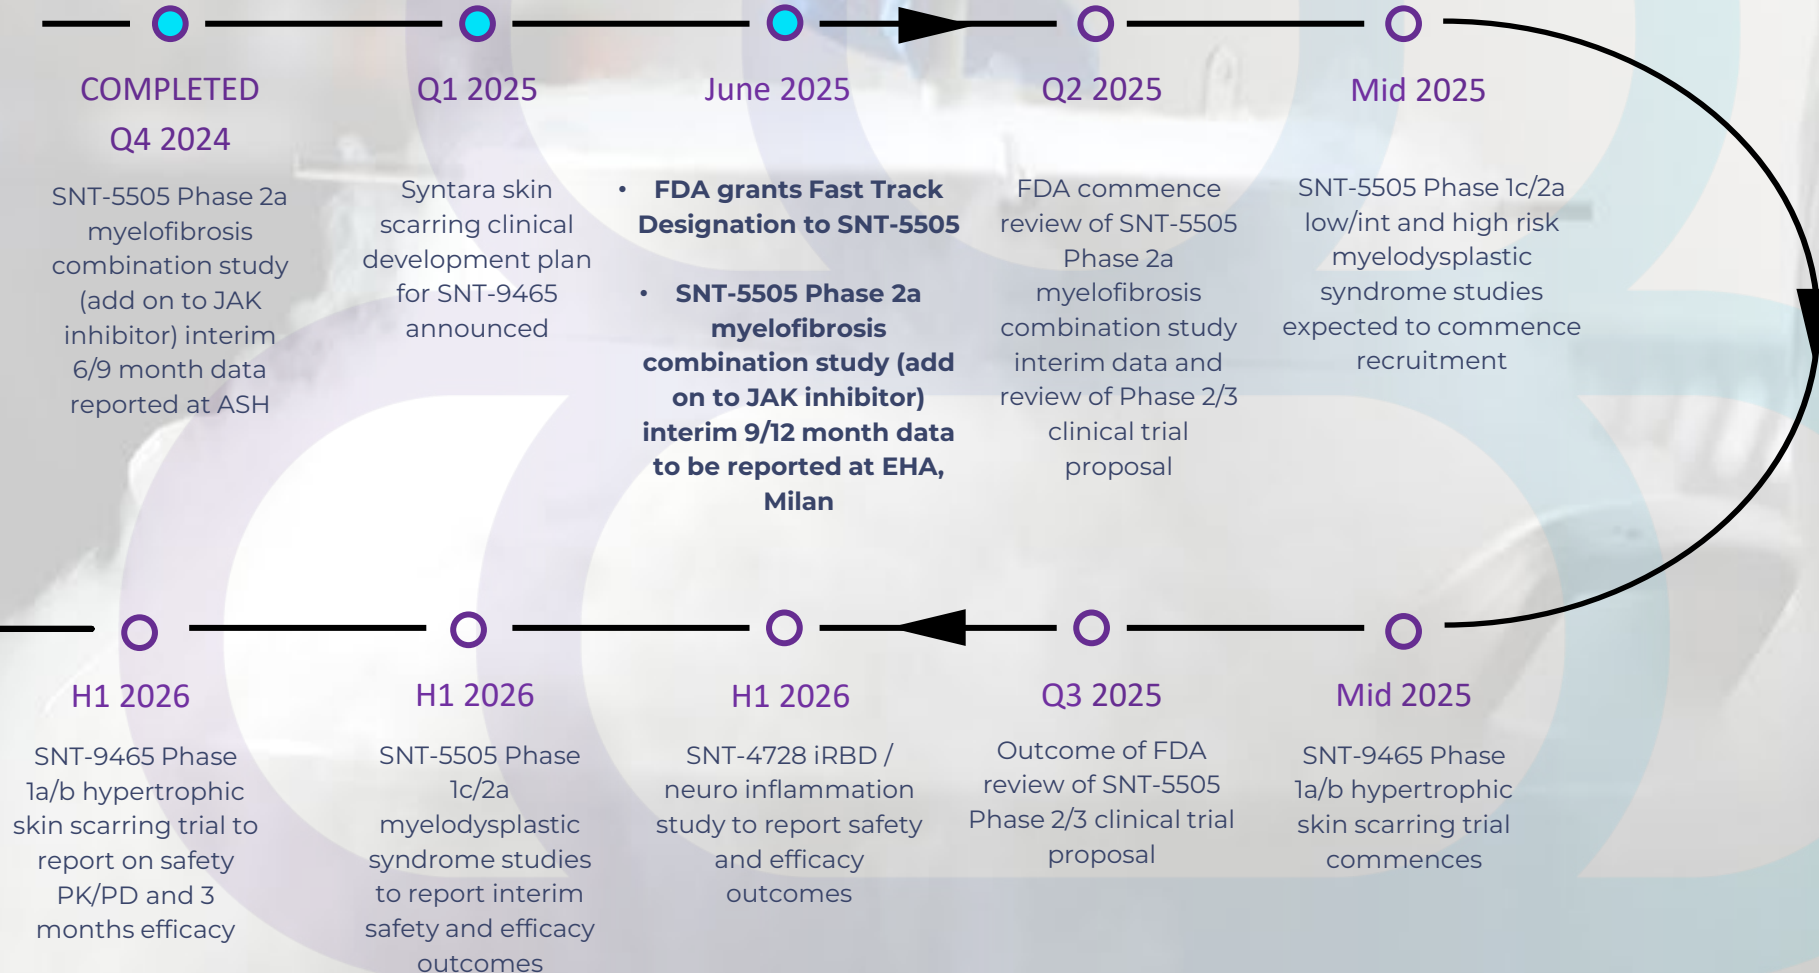 COMPLETED
Q4 2024
SNT-5505 Phase 2a
myelofibrosis
combination study
(add on to JAK
inhibitor) interim
6/9 month data
reported at ASH
Q1 2025
Syntara skin
scarring clinical
development plan
for SNT-9465
announced
June 2025
• FDA grants Fast Track
Designation to SNT-5505
• SNT-5505 Phase 2a
myelofibrosis
combination study (add
on to JAK inhibitor)
interim 9/12 month data
to be reported at EHA,
Milan
Q2 2025
FDA commence
review of SNT-5505
Phase 2a
myelofibrosis
combination study
interim data and
review of Phase 2/3
clinical trial
proposal
Mid 2025
SNT-5505 Phase 1c/2a
low/int and high risk
myelodysplastic
syndrome studies
expected to commence
recruitment
Mid 2025
SNT-9465 Phase
1a/b hypertrophic
skin scarring trial
commences
Q3 2025
Outcome of FDA
review of SNT-5505
Phase 2/3 clinical trial
proposal
H1 2026
SNT-4728 iRBD /
neuro inflammation
study to report safety
and efficacy
outcomes
H1 2026
SNT-5505 Phase
1c/2a
myelodysplastic
syndrome studies
to report interim
safety and efficacy
outcomes
H1 2026
SNT-9465 Phase
1a/b hypertrophic
skin scarring trial to
report on safety
PK/PD and 3
months efficacy